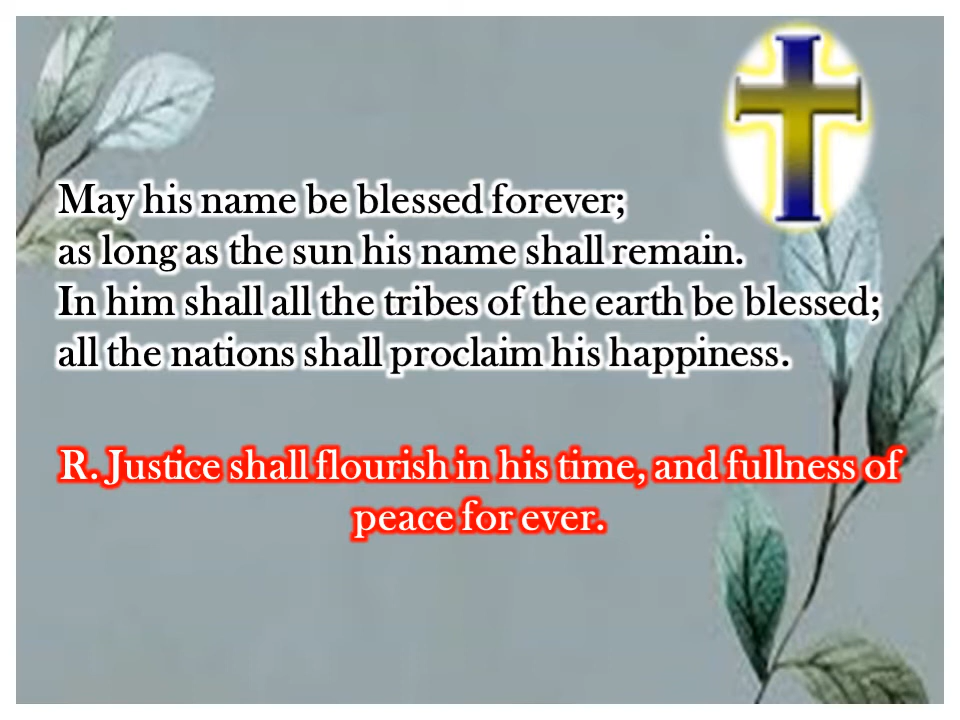 May his name be blessed forever;
as long as the sun his name shall remain.
In him shall all the tribes of the earth be blessed;
all the nations shall proclaim his happiness.
R. Justice shall flourish in his time, and fullness of
peace for ever.